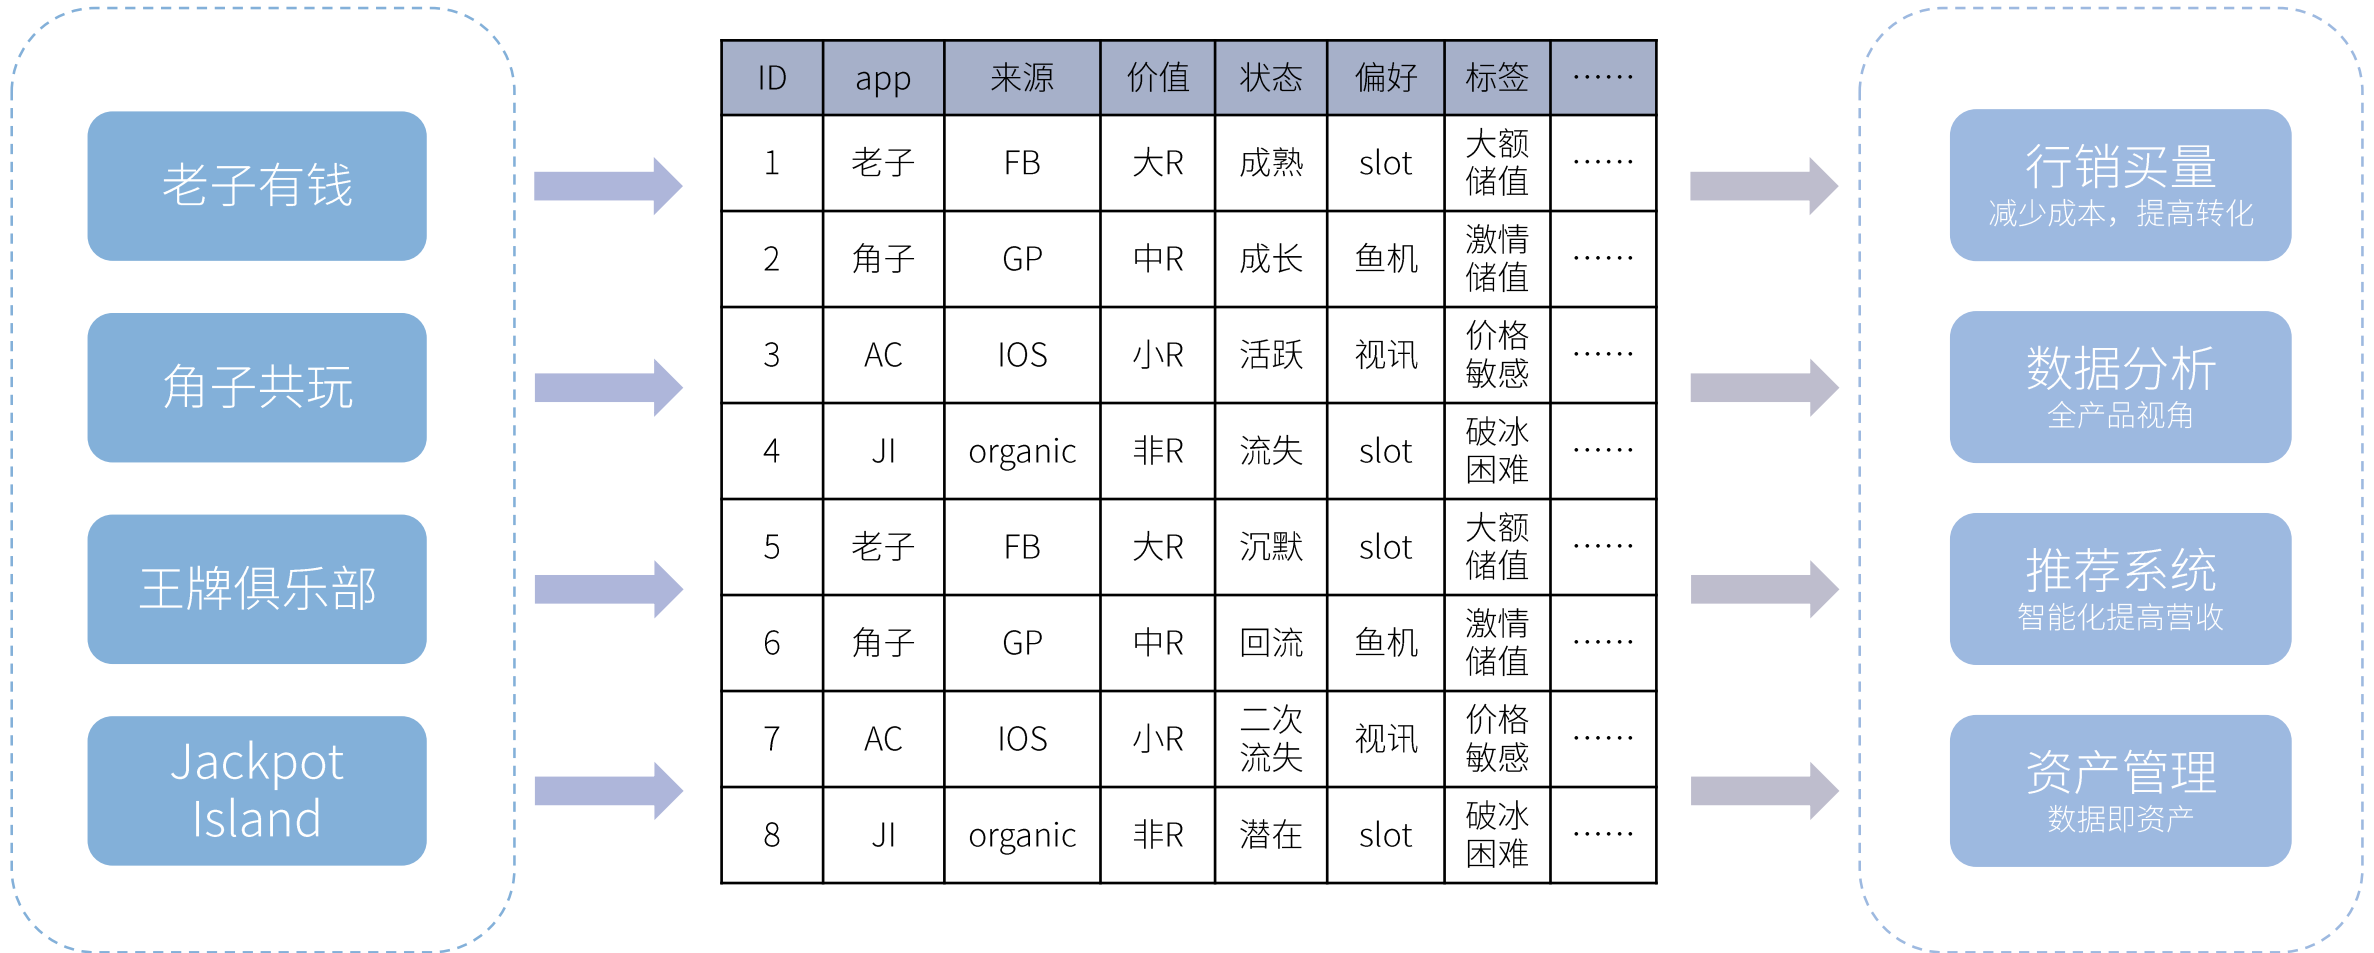 老子有钱
角子共玩
王牌俱乐部
Jackpot
Island
ID app 来源 价值 状态 偏好 标签 ……
1 老子 FB 大R 成熟 slot 大额储值 ……
2 角子 GP 中R 成长 鱼机 激情储值 ……
3 AC IOS 小R 活跃 视讯 价格敏感 ……
4 JI organic 非R 流失 slot 破冰困难 ……
5 老子 FB 大R 沉默 slot 大额储值 ……
6 角子 GP 中R 回流 鱼机 激情储值 ……
7 AC IOS 小R 二次流失 视讯 价格敏感 ……
8 JI organic 非R 潜在 slot 破冰困难 ……
行销买量
减少成本，提高转化
数据分析
全产品视角
推荐系统
智能化提高营收
资产管理
数据即资产